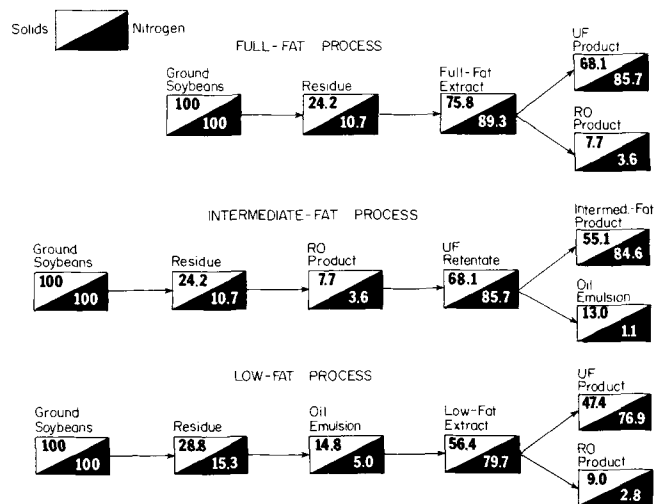 Solids
Nitrogen
FULL-FAT PROCESS
Ground
Soybeans
100
100
Residue
24.2
10.7
Full-Fat
Extract
75.8
89.3
UF
Product
68.1
85.7
RO
Product
7.7
3.6
INTERMEDIATE-FAT PROCESS
Ground
Soybeans
100
100
Residue
24.2
10.7
RO
Product
7.7
3.6
UF
Retentate
68.1
85.7
Intermed.-Fat
Product
55.1
84.6
Oil
Emulsion
13.0
1.1
LOW-FAT PROCESS
Ground
Soybeans
100
100
Residue
28.8
15.3
Oil
Emulsion
14.8
5.0
Low-Fat
Extract
56.4
79.7
UF
Product
47.4
76.9
RO
Product
9.0
2.8